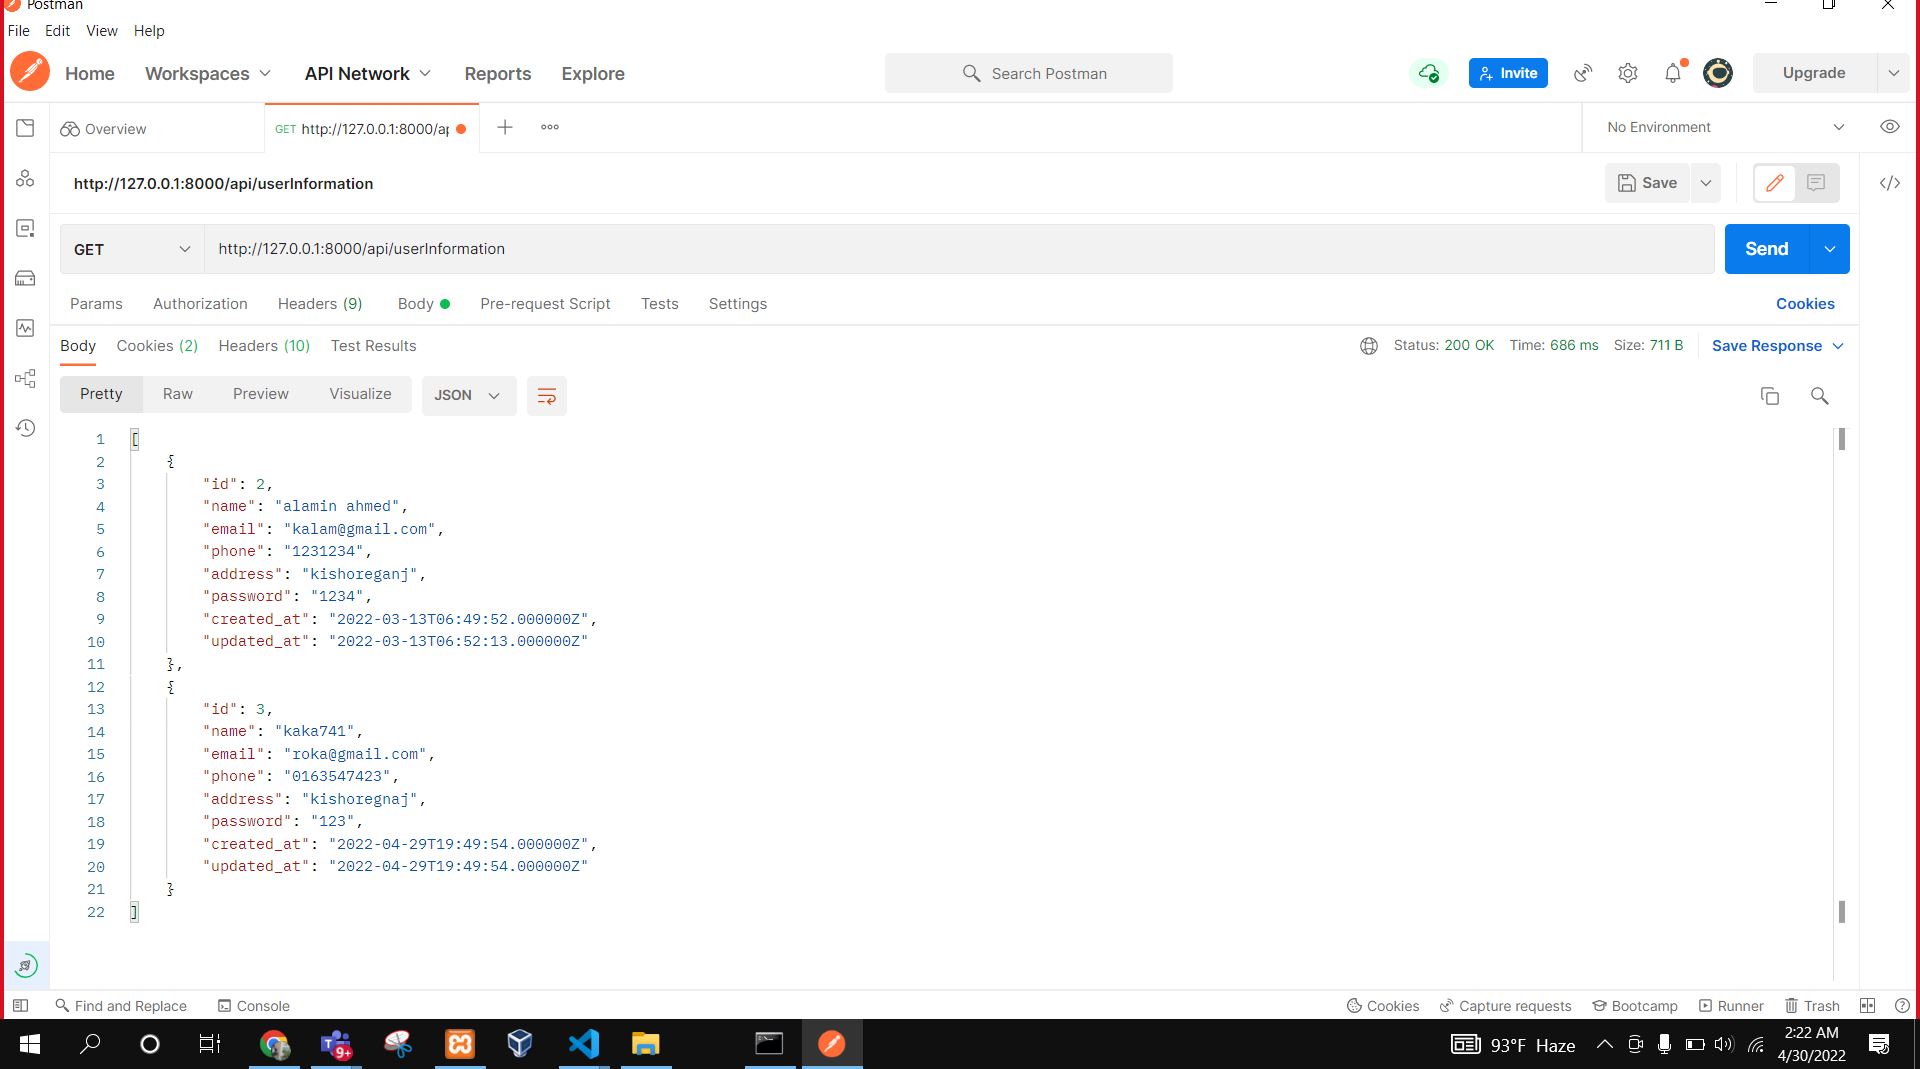 Postman
File Edit View Help
Home Workspaces API Network Reports Explore Search Postman Invite Upgrade
Overview GET http://127.0.0.1:8000/ap No Environment
http://127.0.0.1:8000/api/userInformation Save
GET http://127.0.0.1:8000/api/userInformation Send
Params Authorization Headers (9) Body Pre-request Script Tests Settings Cookies
Body Cookies (2) Headers (10) Test Results Status: 200 OK Time: 686 ms Size: 711 B Save Response
Pretty Raw Preview Visualize JSON
1 [
2 {
3 "id": 2,
4 "name": "alamin ahmed",
5 "email": "kalam@gmail.com",
6 "phone": "1231234",
7 "address": "kishoreganj",
8 "password": "1234",
9 "created_at": "2022-03-13T06:49:52.000000Z",
10 "updated_at": "2022-03-13T06:52:13.000000Z"
11 },
12 {
13 "id": 3,
14 "name": "kaka741",
15 "email": "roka@gmail.com",
16 "phone": "0163547423",
17 "address": "kishoregnaj",
18 "password": "123",
19 "created_at": "2022-04-29T19:49:54.000000Z",
20 "updated_at": "2022-04-29T19:49:54.000000Z"
21 }
22 ]
Find and Replace Console Cookies Capture requests Bootcamp Runner Trash
9+ 93°F Haze 2:22 AM
4/30/2022